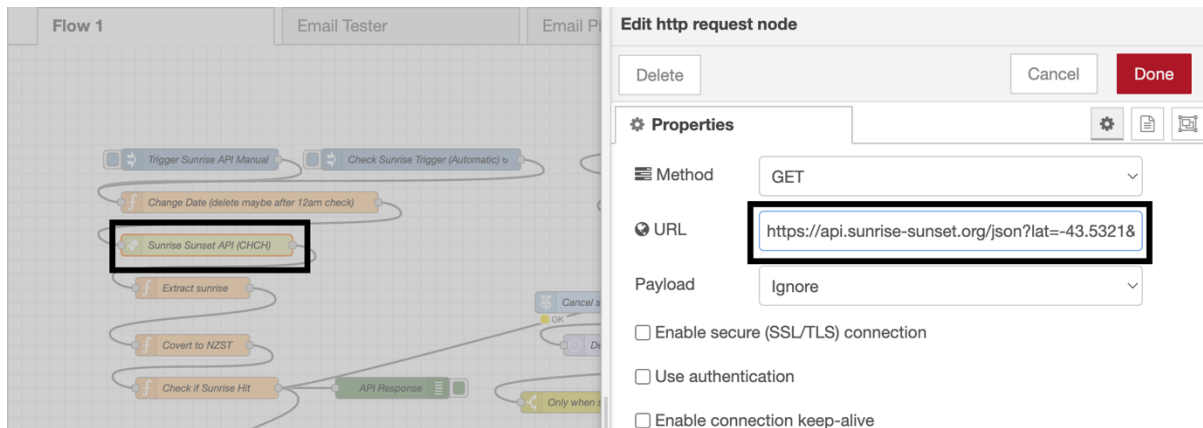 Flow 1
Email Tester
Email Pi
Trigger Sunrise API Manual
Check Sunrise Trigger (Automatic) ↻
Change Date (delete maybe after 12am check)
Sunrise Sunset API (CHCH)
Extract sunrise
Cancel s
OK
Covert to NZST
De
Check if Sunrise Hit
API Response
Only when s
Edit http request node
Delete
Cancel
Done
Properties
Method
GET
URL
https://api.sunrise-sunset.org/json?lat=-43.5321&
Payload
Ignore
Enable secure (SSL/TLS) connection
Use authentication
Enable connection keep-alive